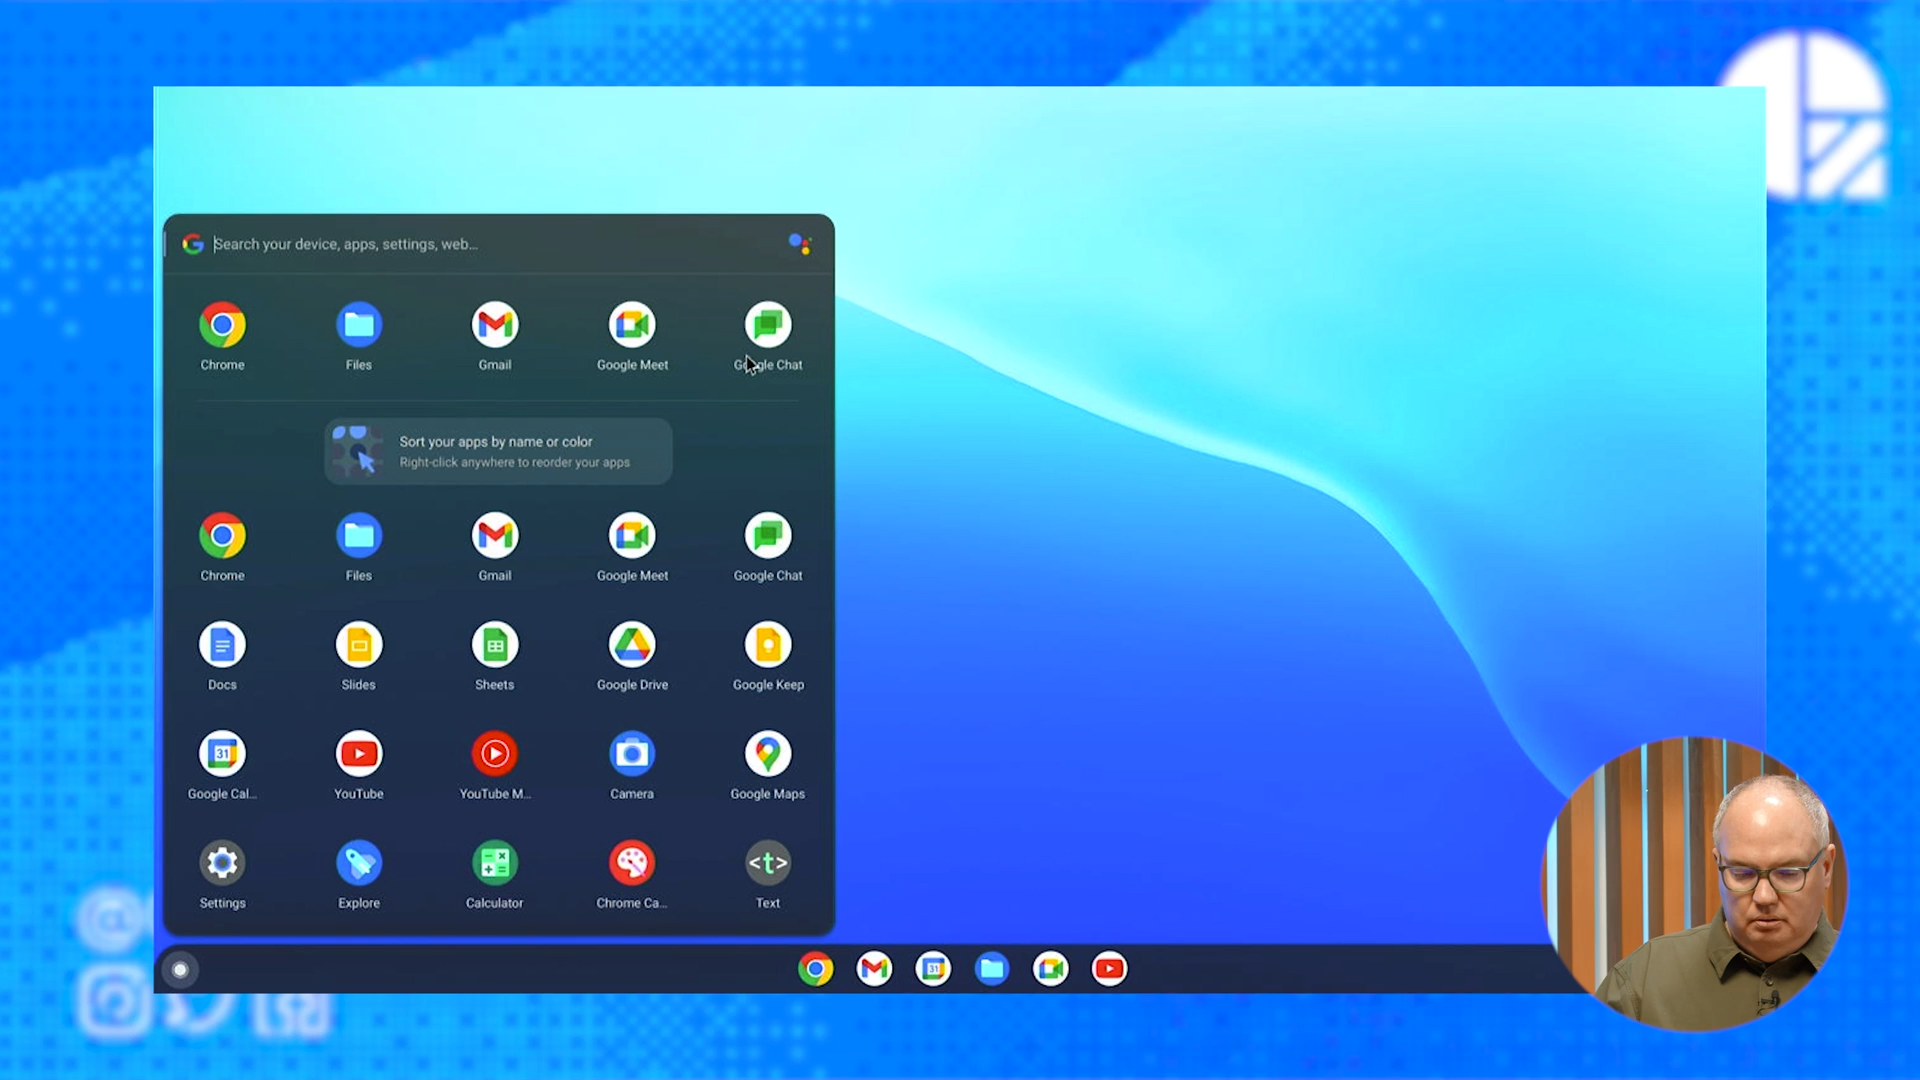 Search your device, apps, settings, web...
Chrome
Files
Gmail
Google Meet
Google Chat
Sort your apps by name or color
Right-click anywhere to reorder your apps
Chrome
Files
Gmail
Google Meet
Google Chat
Docs
Slides
Sheets
Google Drive
Google Keep
31
Google Cal...
YouTube
YouTube M...
Camera
Google Maps
Settings
Explore
Calculator
Chrome Ca...
<t>
Text
31